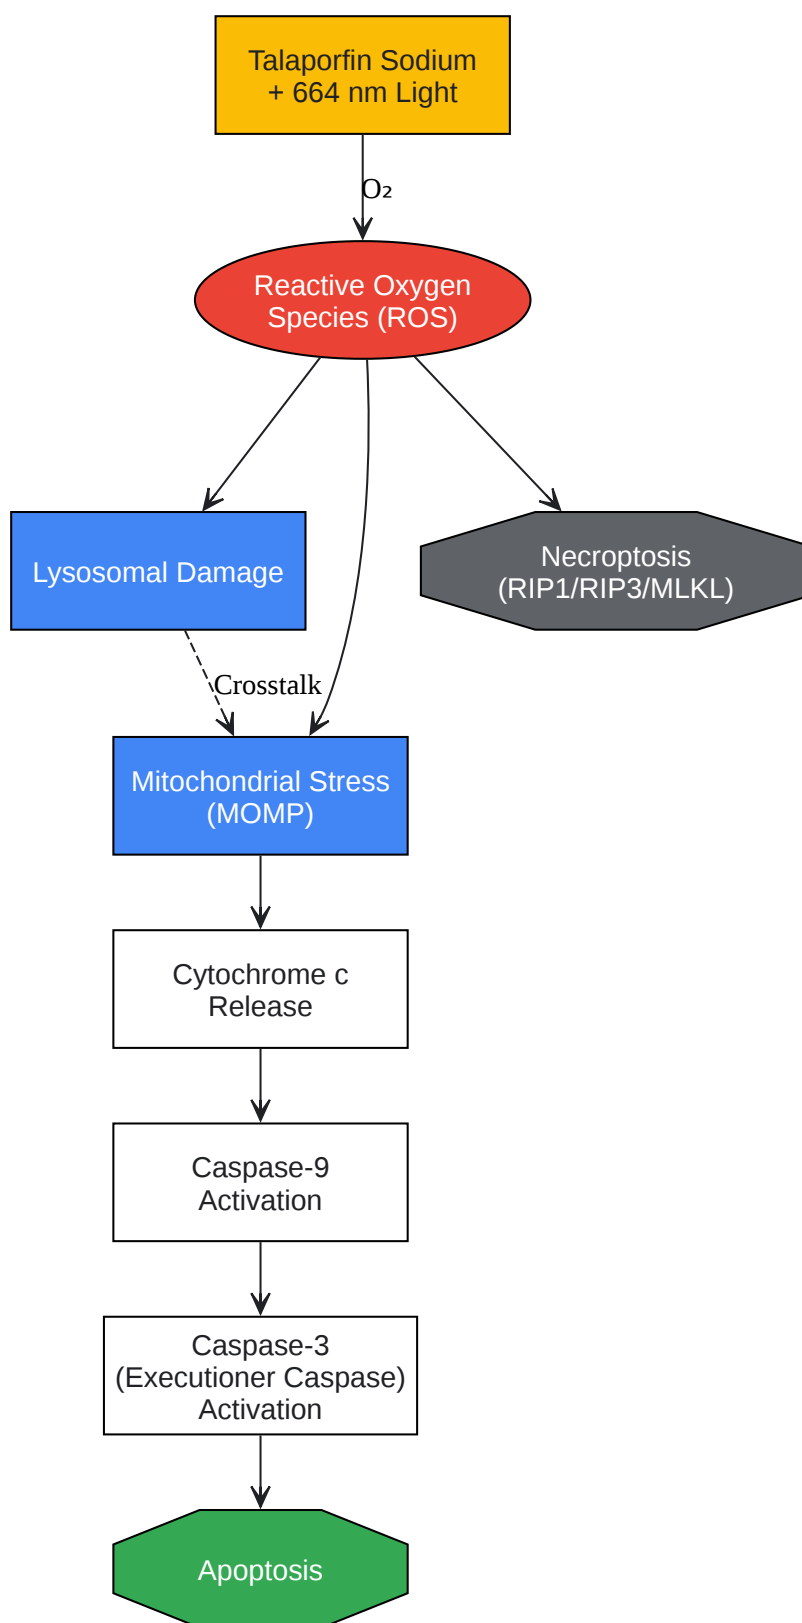 Talaporfin Sodium
+ 664 nm Light
O₂
Reactive Oxygen
Species (ROS)
Lysosomal Damage
Necroptosis
(RIP1/RIP3/MLKL)
Crosstalk
Mitochondrial Stress
(MOMP)
Cytochrome c
Release
Caspase-9
Activation
Caspase-3
(Executioner Caspase)
Activation
Apoptosis